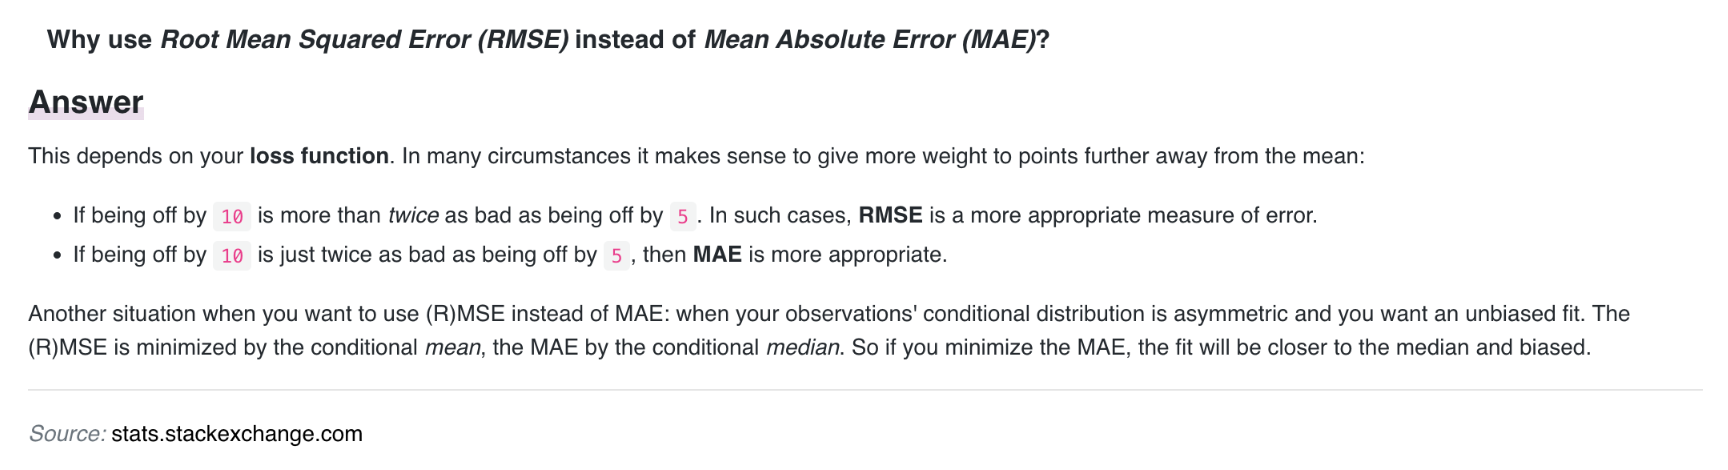 Why use Root Mean Squared Error (RMSE) instead of Mean Absolute Error (MAE)?
Answer
This depends on your loss function. In many circumstances it makes sense to give more weight to points further away from the mean:
• If being off by 10 is more than twice as bad as being off by 5. In such cases, RMSE is a more appropriate measure of error.
• If being off by 10 is just twice as bad as being off by 5, then MAE is more appropriate.
Another situation when you want to use (R)MSE instead of MAE: when your observations' conditional distribution is asymmetric and you want an unbiased fit. The
(R)MSE is minimized by the conditional mean, the MAE by the conditional median. So if you minimize the MAE, the fit will be closer to the median and biased.
Source: stats.stackexchange.com